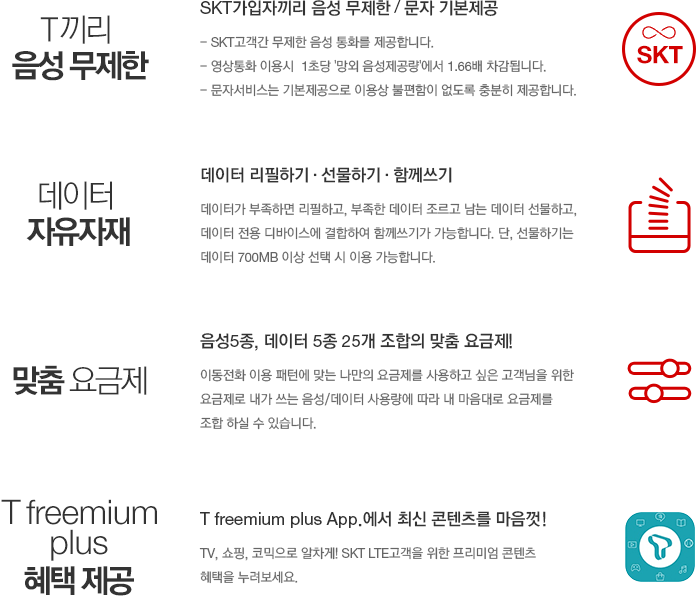 T끼리
음성 무제한
SKT가입자끼리 음성 무제한 / 문자 기본제공
- SKT고객간 무제한 음성 통화를 제공합니다.
- 영상통화 이용시 1초당 '망외 음성제공량'에서 1.66배 차감됩니다.
- 문자서비스는 기본제공으로 이용상 불편함이 없도록 충분히 제공합니다.
SKT
데이터
자유자재
데이터 리필하기 · 선물하기 · 함께쓰기
데이터가 부족하면 리필하고, 부족한 데이터 조르고 남는 데이터 선물하고,
데이터 전용 디바이스에 결합하여 함께쓰기가 가능합니다. 단, 선물하기는
데이터 700MB 이상 선택 시 이용 가능합니다.
맞춤 요금제
음성5종, 데이터 5종 25개 조합의 맞춤 요금제!
이동전화 이용 패턴에 맞는 나만의 요금제를 사용하고 싶은 고객님을 위한
요금제로 내가 쓰는 음성/데이터 사용량에 따라 내 마음대로 요금제를
조합 하실 수 있습니다.
T freemium
plus
혜택 제공
T freemium plus App.에서 최신 콘텐츠를 마음껏!
TV, 쇼핑, 코믹으로 알차게! SKT LTE고객을 위한 프리미엄 콘텐츠
혜택을 누려보세요.